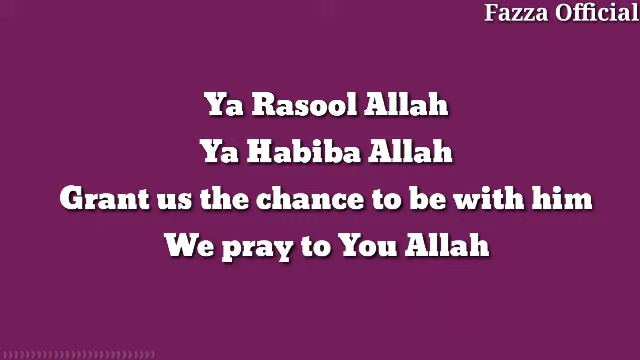 Fazza Official
Ya Rasool Allah
Ya Habiba Allah
Grant us the chance to be with him
We pray to You Allah